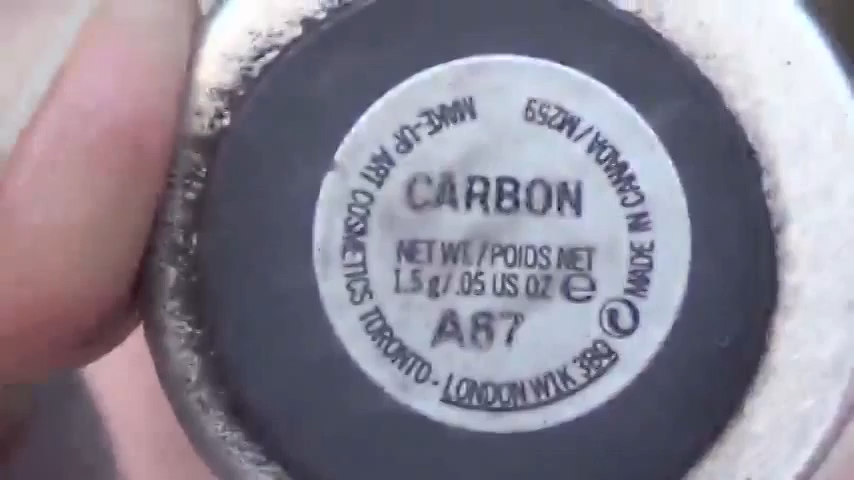 CARBON
NET WT./POIDS NET
1.5 g/.05 US OZ e
A67
MAKE-UP ART COSMETICS TORONTO - LONDON W1K 3BQ
MADE IN CANADA / M259